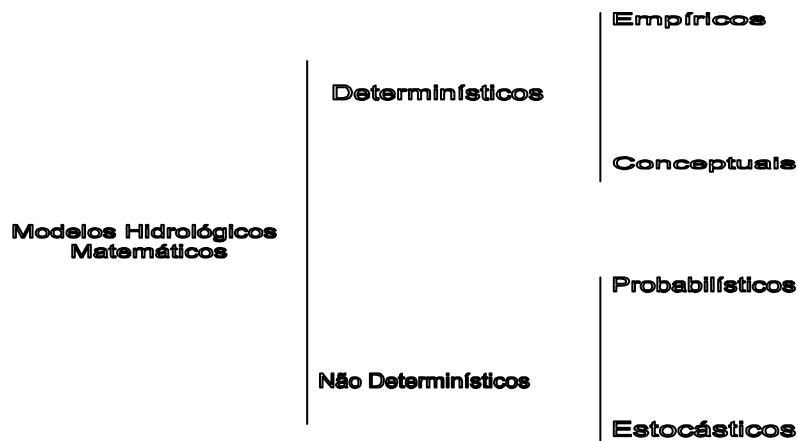 Modelos Hidrológicos
Matemáticos
Determinísticos
Empíricos
Conceptuais
Não Determinísticos
Probabilísticos
Estocásticos